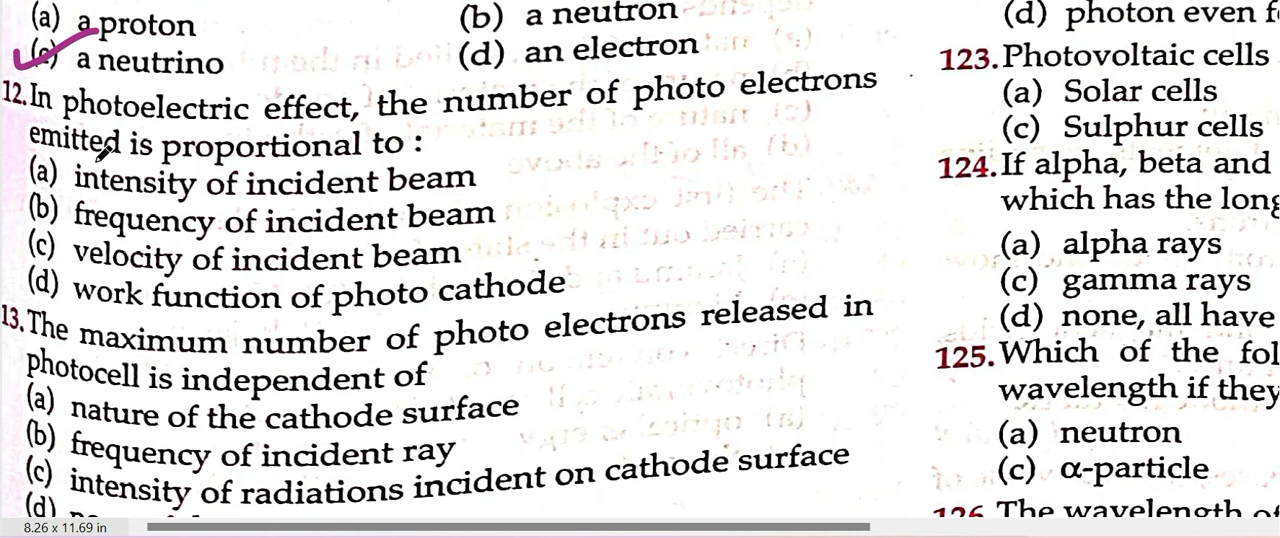 (a) a proton (b) a neutron
(c) a neutrino (d) an electron
12. In photoelectric effect, the number of photo electrons
emitted is proportional to :
(a) intensity of incident beam
(b) frequency of incident beam
(c) velocity of incident beam
(d) work function of photo cathode
13. The maximum number of photo electrons released in
photocell is independent of
(a) nature of the cathode surface
(b) frequency of incident ray
(c) intensity of radiations incident on cathode surface
(d)
(d) photon even f
123. Photovoltaic cells
(a) Solar cells
(c) Sulphur cells
124. If alpha, beta and
which has the long
(a) alpha rays
(c) gamma rays
(d) none, all have
125. Which of the fol
wavelength if they
(a) neutron
(c) α-particle
126. The wavelength of
8.26 x 11.69 in